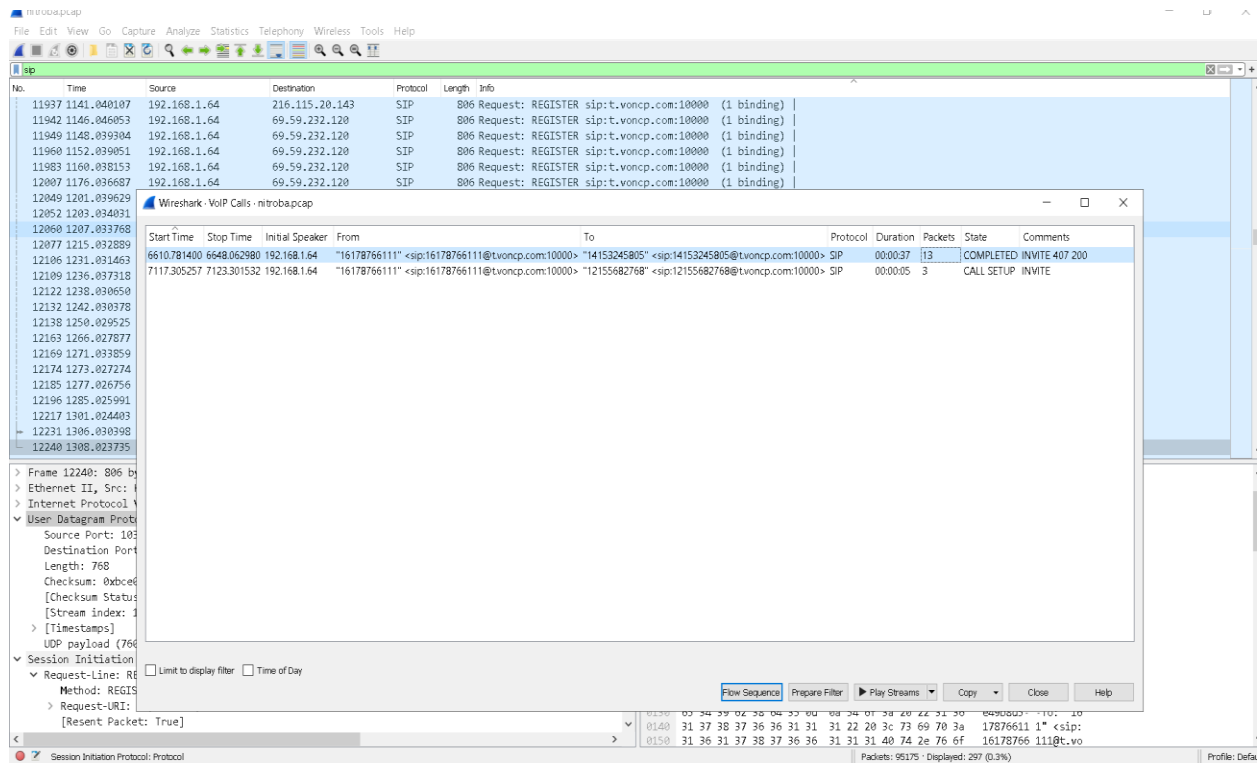 nitroba.pcap
File Edit View Go Capture Analyze Statistics Telephony Wireless Tools Help
sip
No. Time Source Destination Protocol Length Info
11937 1141.040107 192.168.1.64 216.115.20.143 SIP 806 Request: REGISTER sip:t.voncp.com:10000 (1 binding) |
11942 1146.046053 192.168.1.64 69.59.232.120 SIP 806 Request: REGISTER sip:t.voncp.com:10000 (1 binding) |
11949 1148.039304 192.168.1.64 69.59.232.120 SIP 806 Request: REGISTER sip:t.voncp.com:10000 (1 binding) |
11960 1152.039051 192.168.1.64 69.59.232.120 SIP 806 Request: REGISTER sip:t.voncp.com:10000 (1 binding) |
11983 1160.038153 192.168.1.64 69.59.232.120 SIP 806 Request: REGISTER sip:t.voncp.com:10000 (1 binding) |
12007 1176.036687 192.168.1.64 69.59.232.120 SIP 806 Request: REGISTER sip:t.voncp.com:10000 (1 binding) |
12049 1201.039629
12052 1203.034031
12060 1207.033768
12077 1215.032889
12106 1231.031463
12109 1236.037318
12122 1238.030650
12132 1242.030378
12138 1250.029525
12163 1266.027877
12169 1271.033859
12174 1273.027274
12185 1277.026756
12196 1285.025991
12217 1301.024403
12231 1306.030398
12240 1308.023735
Wireshark · VoIP Calls · nitroba.pcap
Start Time Stop Time Initial Speaker From To Protocol Duration Packets State Comments
6610.781400 6648.062980 192.168.1.64 "16178766111" <sip:16178766111@t.voncp.com:10000> "14153245805" <sip:14153245805@t.voncp.com:10000> SIP 00:00:37 13 COMPLETED INVITE 407 200
7117.305257 7123.301532 192.168.1.64 "16178766111" <sip:16178766111@t.voncp.com:10000> "12155682768" <sip:12155682768@t.voncp.com:10000> SIP 00:00:05 3 CALL SETUP INVITE
Limit to display filter Time of Day
Flow Sequence Prepare Filter Play Streams Copy Close Help
Frame 12240: 806 by
Ethernet II, Src:
Internet Protocol
User Datagram Proto
Source Port: 103
Destination Port
Length: 768
Checksum: 0xbce0
[Checksum Status
[Stream index: 1
[Timestamps]
UDP payload (760
Session Initiation
Request-Line: RE
Method: REGIS
Request-URI:
[Resent Packet: True]
0140 31 37 38 37 36 36 31 31 31 22 20 3c 73 69 70 3a 17876611 1" <sip:
0150 31 36 31 37 38 37 36 36 31 31 31 40 74 2e 76 6f 16178766 111@t.vo
Session Initiation Protocol: Protocol
Packets: 95175 · Displayed: 297 (0.3%)
Profile: Defau